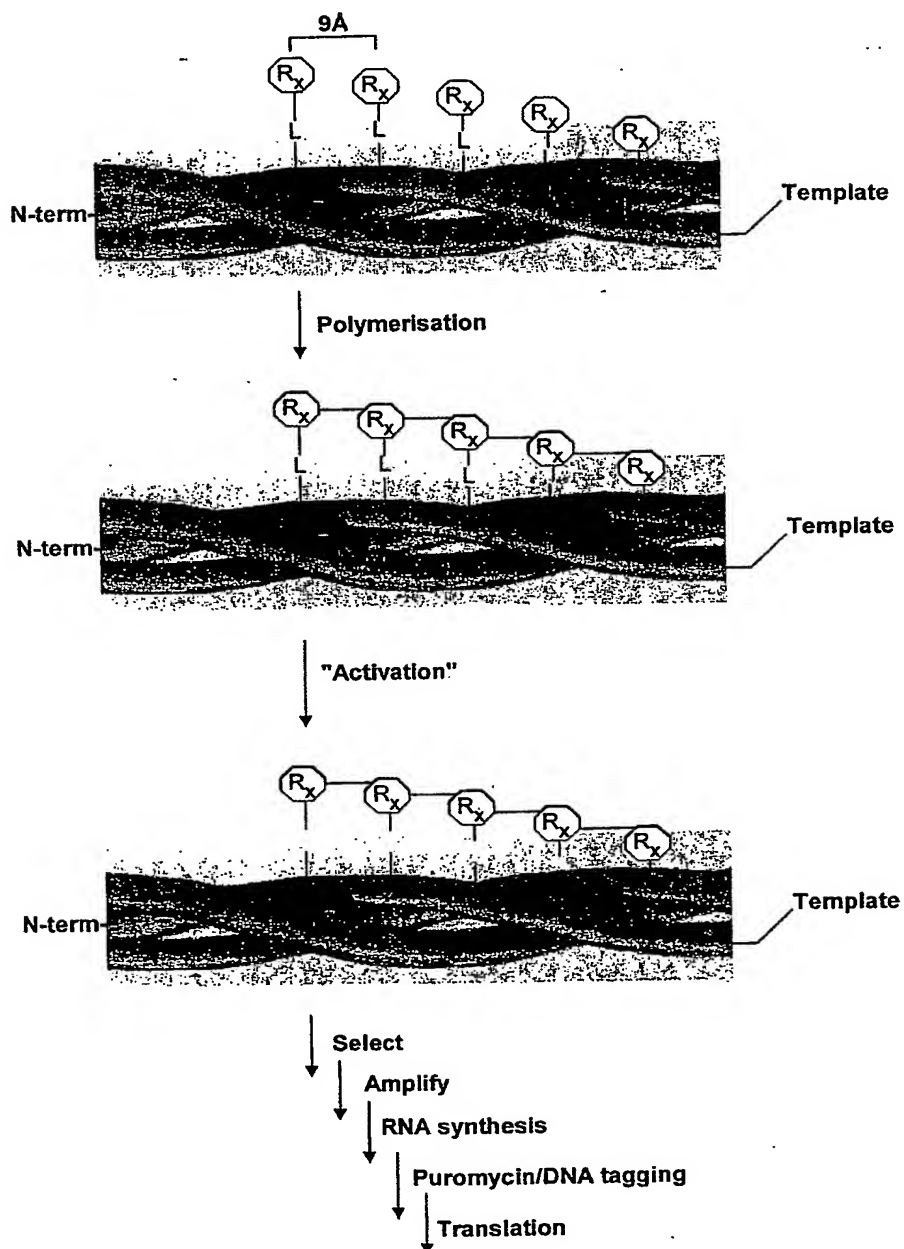 9Å
Rx Rx Rx Rx Rx
L L L L
N-term
Template
Polymerisation
Rx Rx Rx Rx Rx
L L L
N-term
Template
"Activation"
Rx Rx Rx Rx Rx
N-term
Template
Select
Amplify
RNA synthesis
Puromycin/DNA tagging
Translation